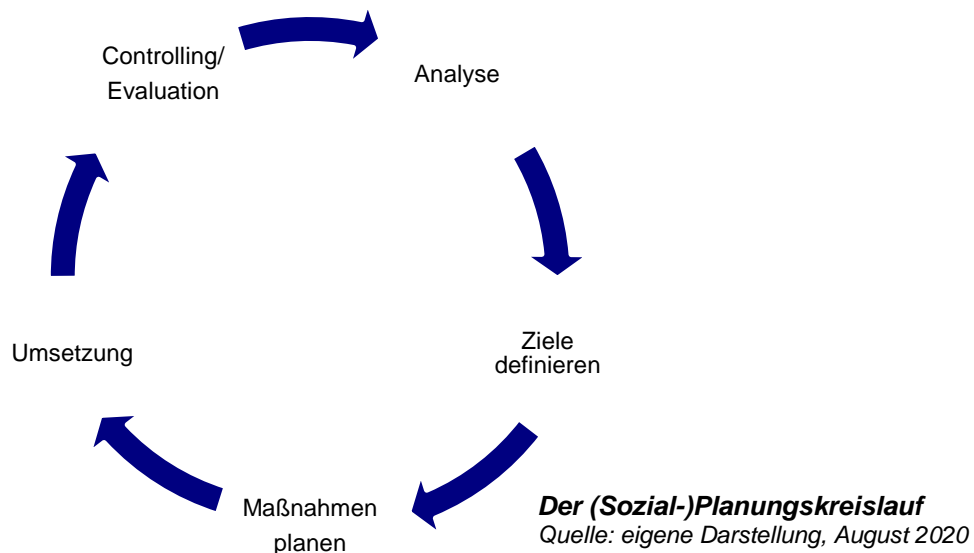 Controlling/
Evaluation
Analyse
Ziele
definieren
Maßnahmen
planen
Umsetzung
Der (Sozial-)Planungskreislauf
Quelle: eigene Darstellung, August 2020